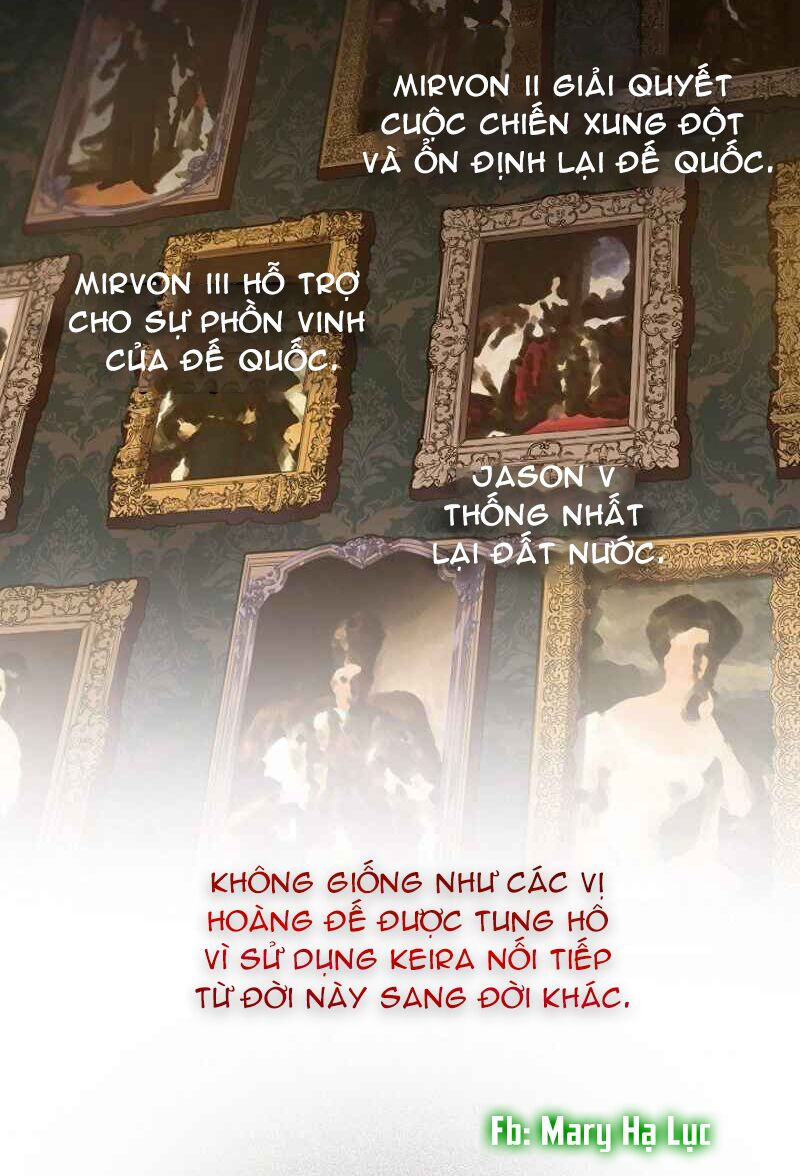 MIRVON II GIẢI QUYẾT
CUỘC CHIẾN XUNG ĐỘT
VÀ ỔN ĐỊNH LẠI ĐẾ QUỐC.
MIRVON III HỖ TRỢ
CHO SỰ PHỒN VINH
CỦA ĐẾ QUỐC.
JASON V
THỐNG NHẤT
LẠI ĐẤT NƯỚC.
KHÔNG GIỐNG NHƯ CÁC VỊ
HOÀNG ĐẾ ĐƯỢC TUNG HÔ
VÌ SỬ DỤNG KEIRA NỐI TIẾP
TỪ ĐỜI NÀY SANG ĐỜI KHÁC.
Fb: Mary Hạ Lục